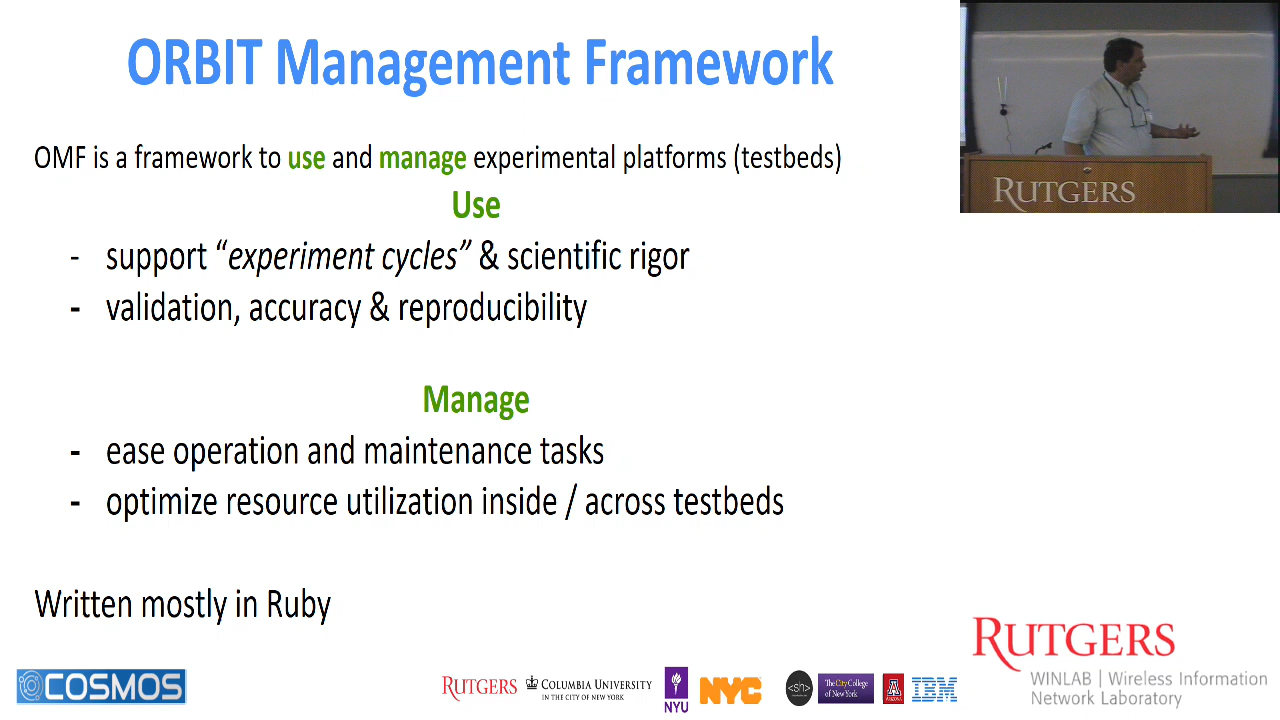 ORBIT Management Framework
OMF is a framework to use and manage experimental platforms (testbeds)
Use
- support “experiment cycles” & scientific rigor
- validation, accuracy & reproducibility
Manage
- ease operation and maintenance tasks
- optimize resource utilization inside / across testbeds
Written mostly in Ruby
RUTGERS
COSMOS
RUTGERS
COLUMBIA UNIVERSITY
IN THE CITY OF NEW YORK
NYU
NYC
<sh>
The City College
of New York
A
ARIZONA
IBM
RUTGERS
WINLAB | Wireless Information
Network Laboratory